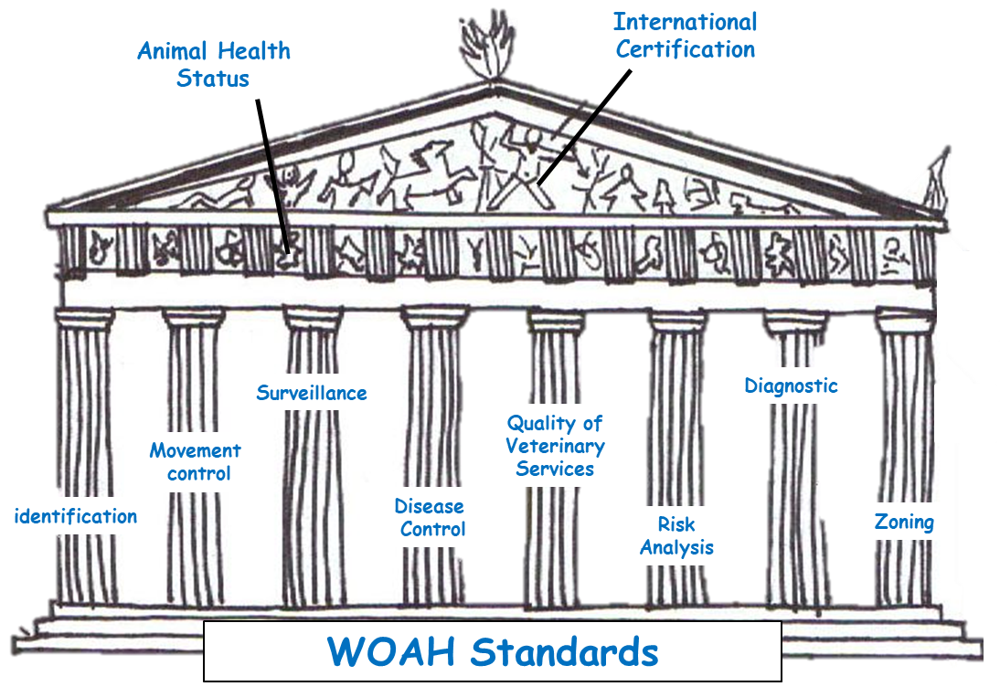 International
Certification
Animal Health
Status
identification
Movement
control
Surveillance
Disease
Control
Quality of
Veterinary
Services
Risk
Analysis
Diagnostic
Zoning
WOAH Standards